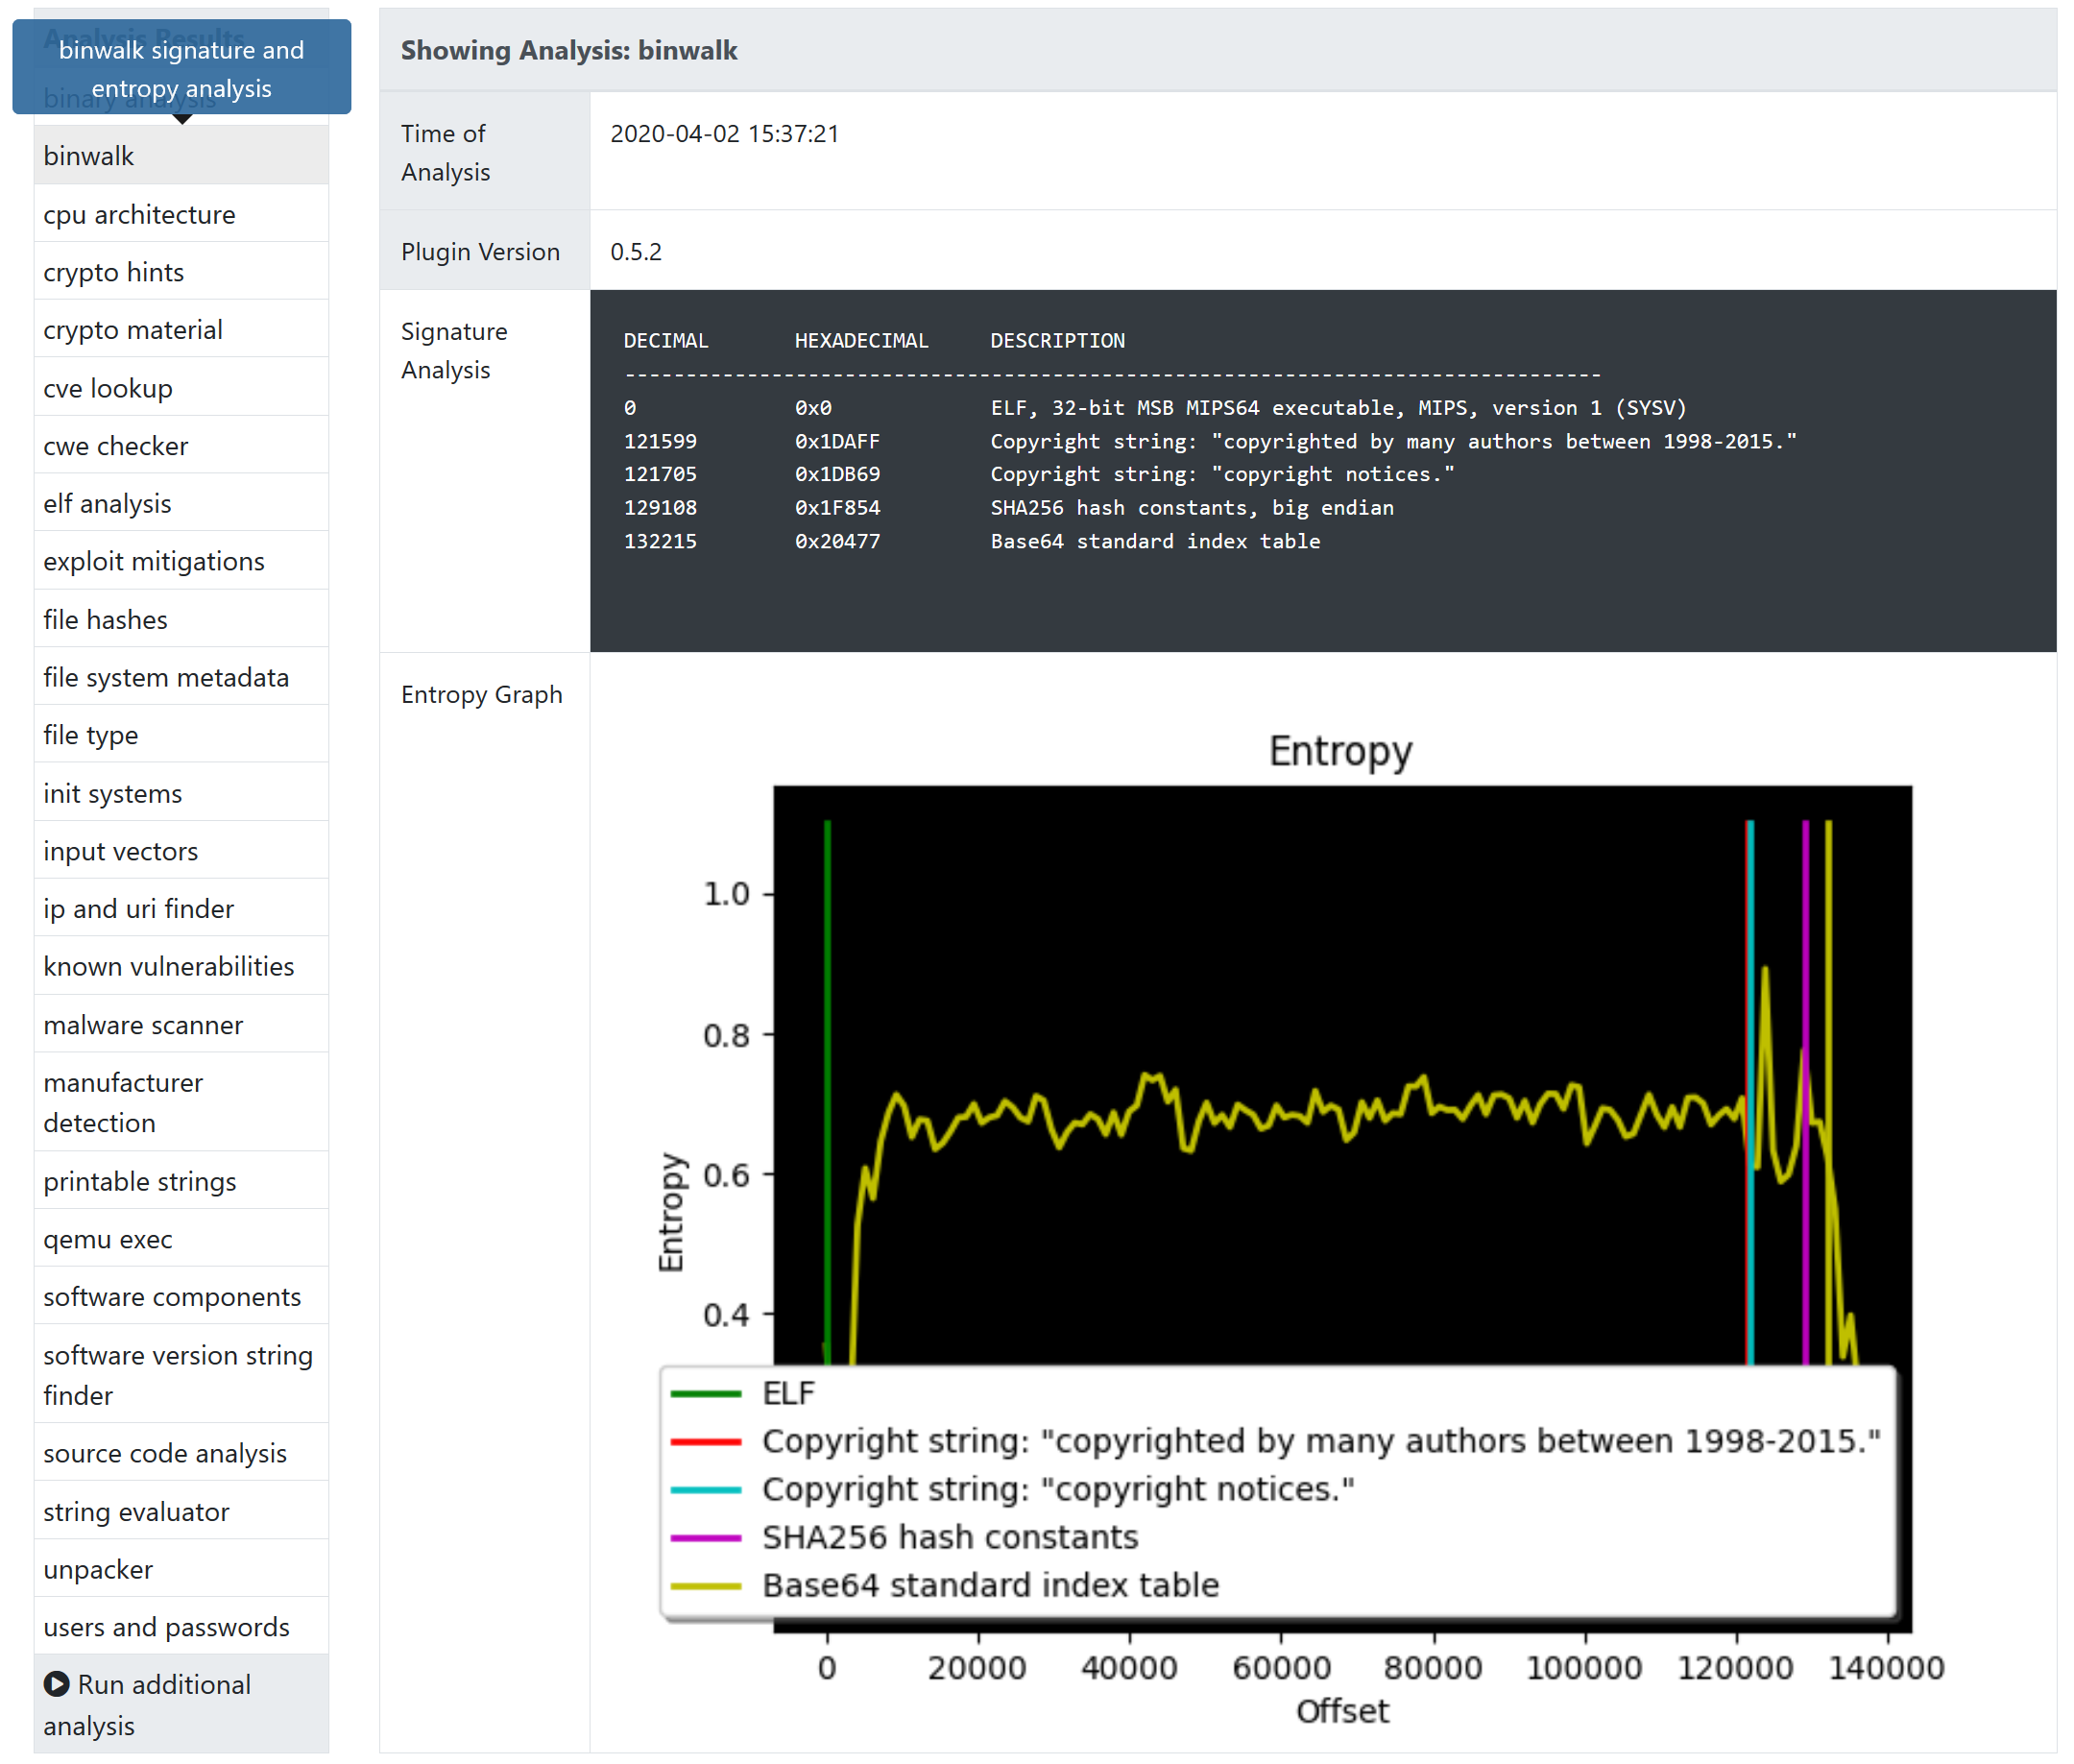 Analysis Results
binwalk signature and
entropy analysis
binary analysis
binwalk
cpu architecture
crypto hints
crypto material
cve lookup
cwe checker
elf analysis
exploit mitigations
file hashes
file system metadata
file type
init systems
input vectors
ip and uri finder
known vulnerabilities
malware scanner
manufacturer
detection
printable strings
qemu exec
software components
software version string
finder
source code analysis
string evaluator
unpacker
users and passwords
Run additional
analysis
Showing Analysis: binwalk
Time of
Analysis
2020-04-02 15:37:21
Plugin Version
0.5.2
Signature
Analysis
DECIMAL HEXADECIMAL DESCRIPTION
--------------------------------------------------------------------------------
0 0x0 ELF, 32-bit MSB MIPS64 executable, MIPS, version 1 (SYSV)
121599 0x1DAFF Copyright string: "copyrighted by many authors between 1998-2015."
121705 0x1DB69 Copyright string: "copyright notices."
129108 0x1F854 SHA256 hash constants, big endian
132215 0x20477 Base64 standard index table
Entropy Graph
Entropy
1.0
0.8
0.6
0.4
Entropy
ELF
Copyright string: "copyrighted by many authors between 1998-2015."
Copyright string: "copyright notices."
SHA256 hash constants
Base64 standard index table
0 20000 40000 60000 80000 100000 120000 140000
Offset